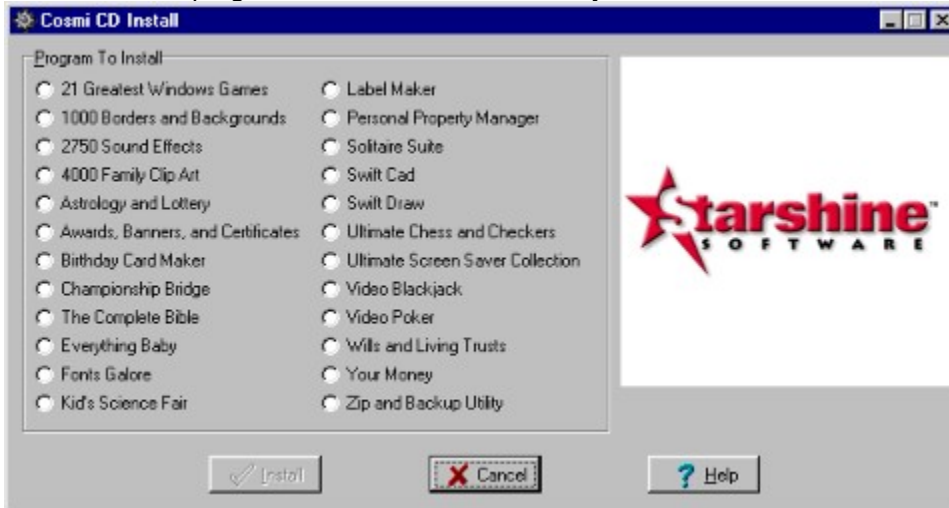 Cosmi CD Install
Program To Install
21 Greatest Windows Games
1000 Borders and Backgrounds
2750 Sound Effects
4000 Family Clip Art
Astrology and Lottery
Awards, Banners, and Certificates
Birthday Card Maker
Championship Bridge
The Complete Bible
Everything Baby
Fonts Galore
Kid's Science Fair
Label Maker
Personal Property Manager
Solitaire Suite
Swift Cad
Swift Draw
Ultimate Chess and Checkers
Ultimate Screen Saver Collection
Video Blackjack
Video Poker
Wills and Living Trusts
Your Money
Zip and Backup Utility
Starshine™
SOFTWARE
Install
Cancel
Help